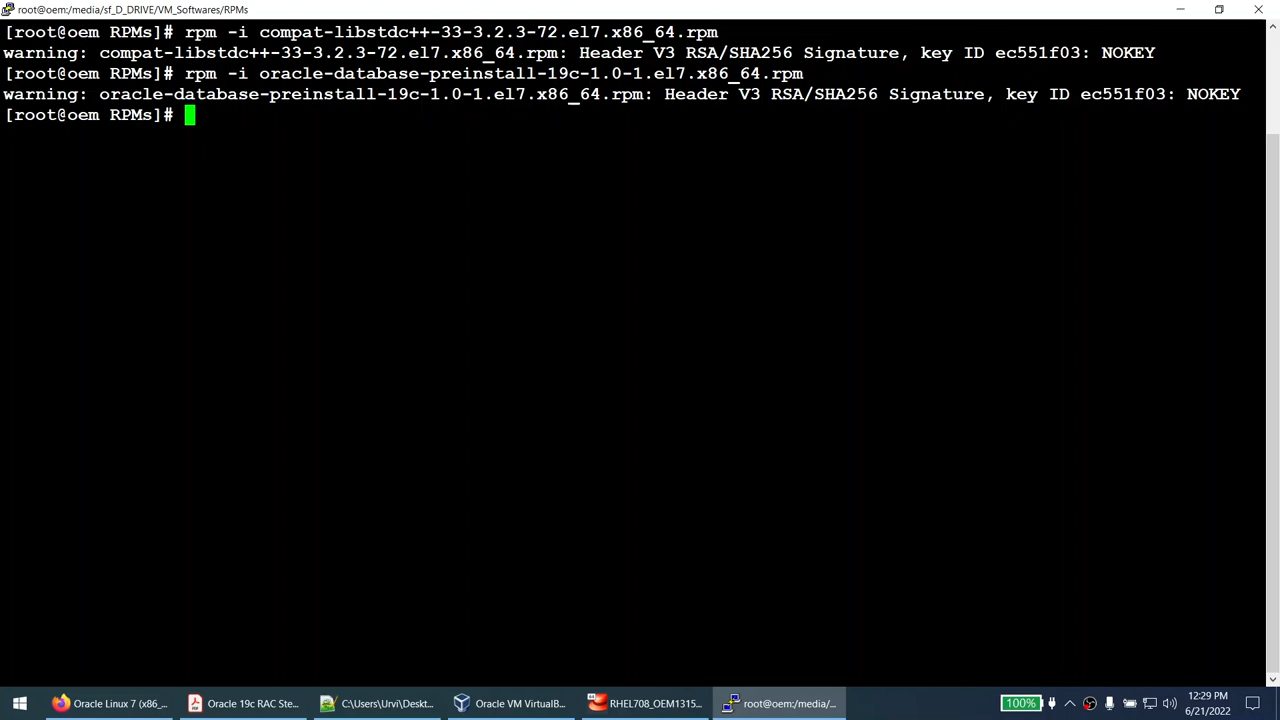 root@oem:/media/sf_D_DRIVE/VM_Softwares/RPMs
[root@oem RPMs]# rpm -i compat-libstdc++-33-3.2.3-72.el7.x86_64.rpm
warning: compat-libstdc++-33-3.2.3-72.el7.x86_64.rpm: Header V3 RSA/SHA256 Signature, key ID ec551f03: NOKEY
[root@oem RPMs]# rpm -i oracle-database-preinstall-19c-1.0-1.el7.x86_64.rpm
warning: oracle-database-preinstall-19c-1.0-1.el7.x86_64.rpm: Header V3 RSA/SHA256 Signature, key ID ec551f03: NOKEY
[root@oem RPMs]#
Oracle Linux 7 (x86_... Oracle 19c RAC Ste... C:\Users\Urvi\Deskt... Oracle VM VirtualB... RHEL708_OEM1315... root@oem:/media/... 100% 12:29 PM
6/21/2022